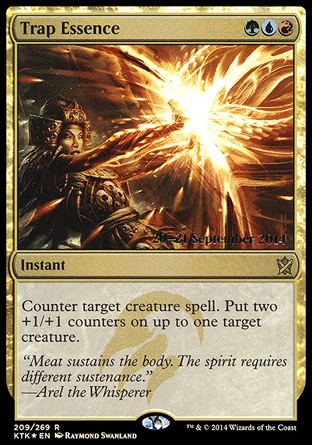 Trap Essence
20–21 September 2014
Instant
Counter target creature spell. Put two
+1/+1 counters on up to one target
creature.
“Meat sustains the body. The spirit requires
different sustenance.”
—Arel the Whisperer
209/269 R
KTK ★ EN Raymond Swanland
™ & © 2014 Wizards of the Coast